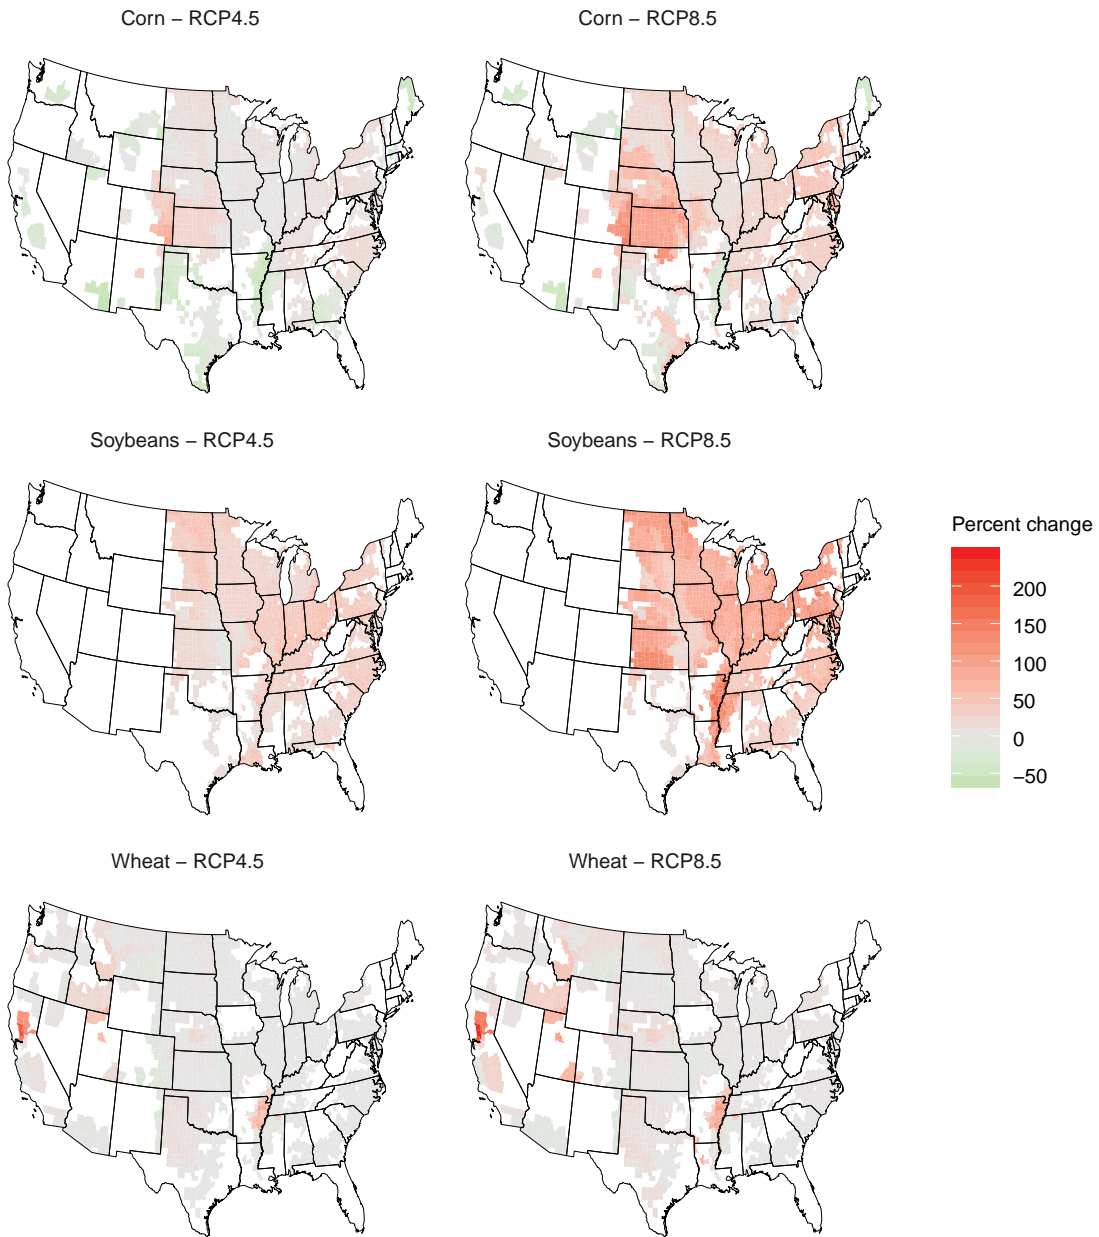 Corn – RCP4.5
Corn – RCP8.5
Soybeans – RCP4.5
Soybeans – RCP8.5
Percent change
200
150
100
50
0
–50
Wheat – RCP4.5
Wheat – RCP8.5